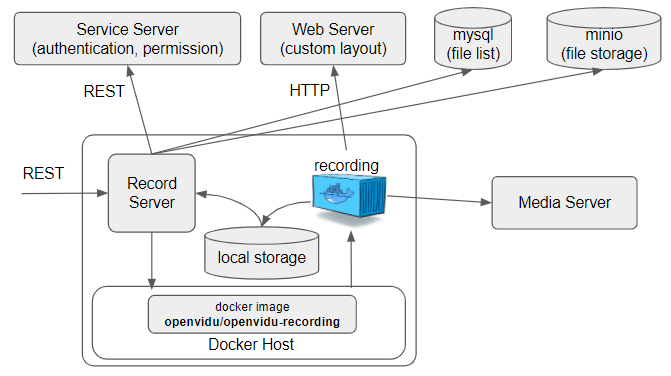 Service Server
(authentication, permission)
Web Server
(custom layout)
mysql
(file list)
minio
(file storage)
REST
HTTP
REST
Record
Server
recording
Media Server
local storage
docker image
openvidu/openvidu-recording
Docker Host